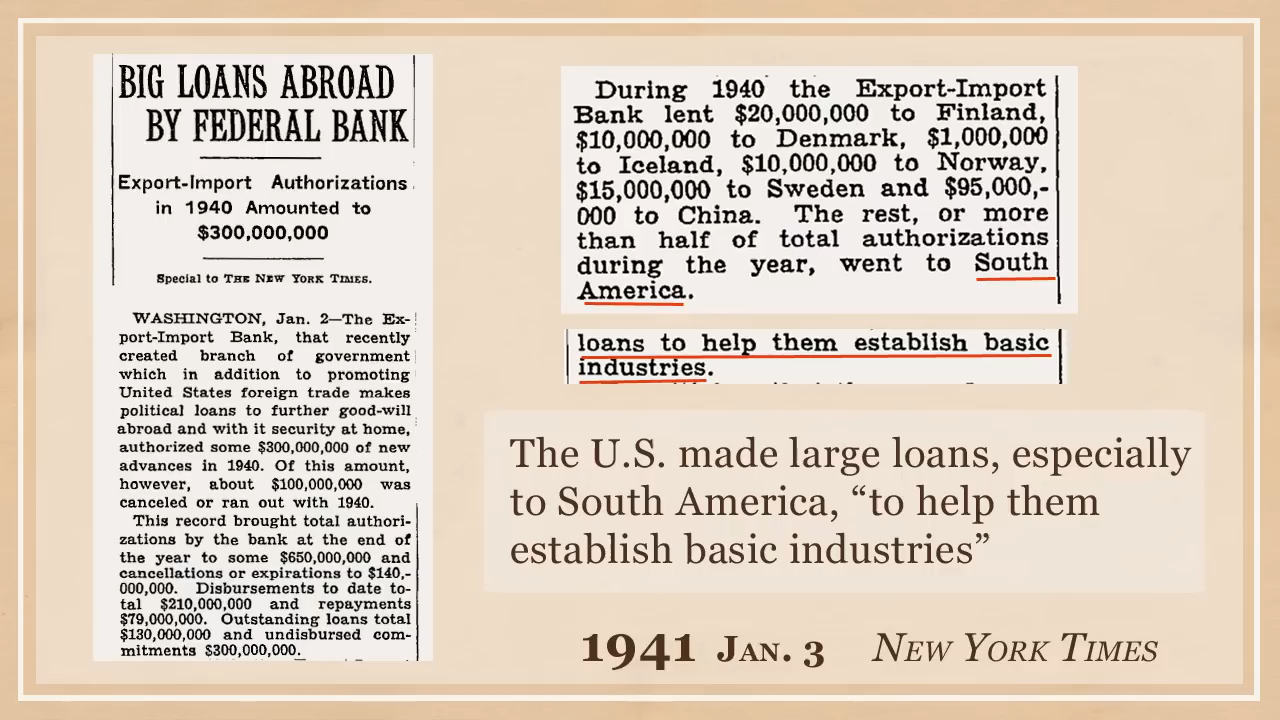 BIG LOANS ABROAD
BY FEDERAL BANK
Export-Import Authorizations
in 1940 Amounted to
$300,000,000
Special to THE NEW YORK TIMES.
WASHINGTON, Jan. 2—The Ex-
port-Import Bank, that recently
created branch of government
which in addition to promoting
United States foreign trade makes
political loans to further good-will
abroad and with it security at home,
authorized some $300,000,000 of new
advances in 1940. Of this amount,
however, about $100,000,000 was
canceled or ran out with 1940.
This record brought total authori-
zations by the bank at the end of
the year to some $650,000,000 and
cancellations or expirations to $140,-
000,000. Disbursements to date to-
tal $210,000,000 and repayments
$79,000,000. Outstanding loans total
$130,000,000 and undisbursed com-
mitments $300,000,000.
During 1940 the Export-Import
Bank lent $20,000,000 to Finland,
$10,000,000 to Denmark, $1,000,000
to Iceland, $10,000,000 to Norway,
$15,000,000 to Sweden and $95,000,-
000 to China. The rest, or more
than half of total authorizations
during the year, went to South
America.
loans to help them establish basic
industries.
The U.S. made large loans, especially
to South America, “to help them
establish basic industries”
1941 JAN. 3 NEW YORK TIMES